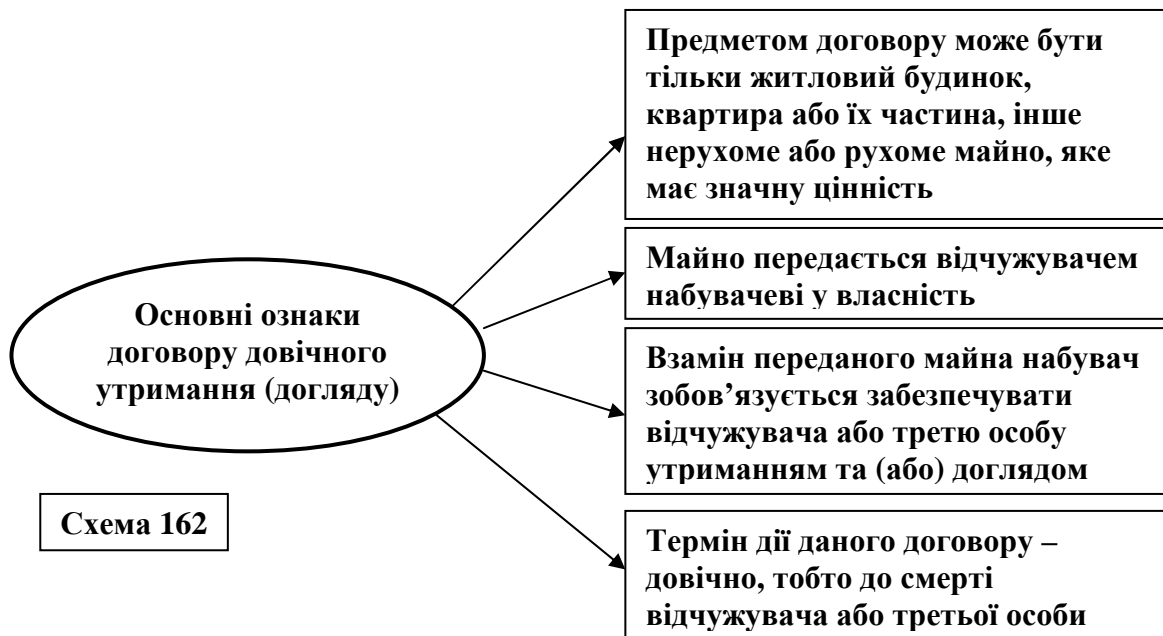 Предметом договору може бути
тільки житловий будинок,
квартира або їх частина, інше
нерухоме або рухоме майно, яке
має значну цінність
Майно передається відчужувачем
набувачеві у власність
Основні ознаки
договору довічного
утримання (догляду)
Взамін переданого майна набувач
зобов’язується забезпечувати
відчужувача або третю особу
утриманням та (або) доглядом
Схема 162
Термін дії даного договору –
довічно, тобто до смерті
відчужувача або третьої особи